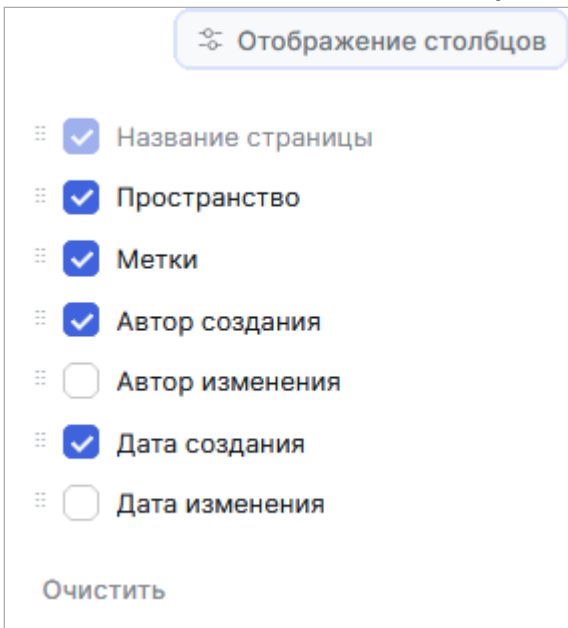 Отображение столбцов
Название страницы
Пространство
Метки
Автор создания
Автор изменения
Дата создания
Дата изменения
Очистить